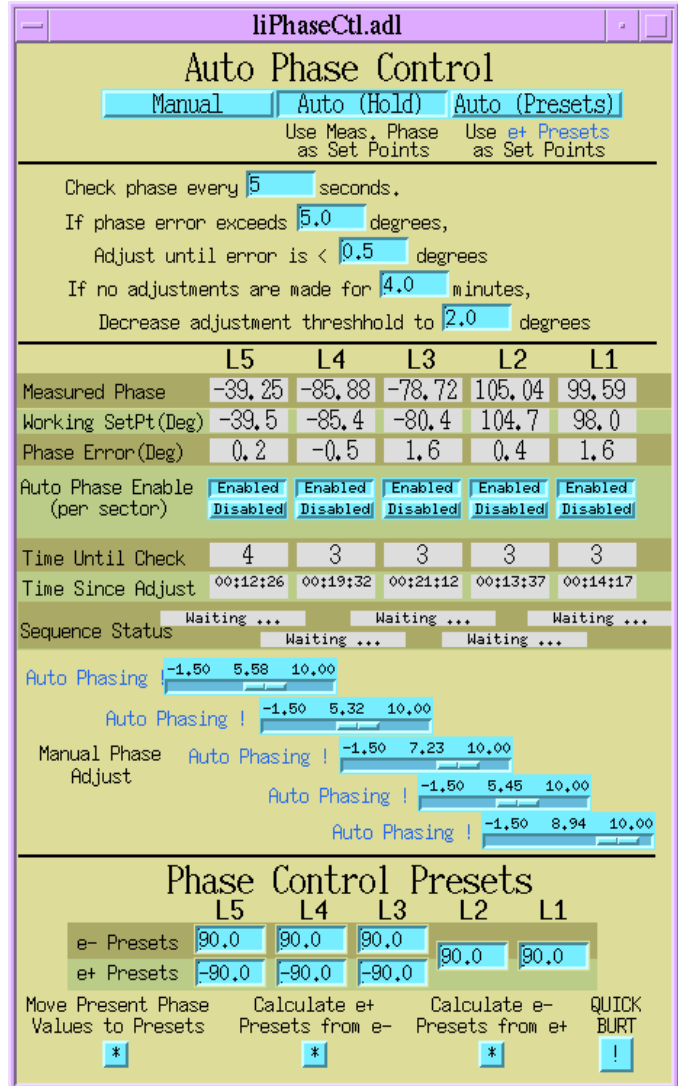 liPhaseCtl.adl
Auto Phase Control
Manual Auto (Hold) Auto (Presets)
Use Meas. Phase Use e+ Presets
as Set Points as Set Points
Check phase every 5 seconds.
If phase error exceeds 5.0 degrees,
Adjust until error is < 0.5 degrees
If no adjustments are made for 4.0 minutes,
Decrease adjustment threshhold to 2.0 degrees
L5 L4 L3 L2 L1
Measured Phase -39.25 -85.88 -78.72 105.04 99.59
Working SetPt(Deg) -39.5 -85.4 -80.4 104.7 98.0
Phase Error(Deg) 0.2 -0.5 1.6 0.4 1.6
Auto Phase Enable Enabled Enabled Enabled Enabled Enabled
(per sector) Disabled Disabled Disabled Disabled Disabled
Time Until Check 4 3 3 3 3
Time Since Adjust 00:12:26 00:19:32 00:21:12 00:13:37 00:14:17
Waiting ... Waiting ... Waiting ...
Sequence Status
Waiting ... Waiting ...
Auto Phasing ! -1.50 5.58 10.00
Auto Phasing ! -1.50 5.32 10.00
Manual Phase Auto Phasing ! -1.50 7.23 10.00
Adjust
Auto Phasing ! -1.50 5.45 10.00
Auto Phasing ! -1.50 8.94 10.00
Phase Control Presets
L5 L4 L3 L2 L1
e- Presets 90.0 90.0 90.0
90.0 90.0
e+ Presets -90.0 -90.0 -90.0
Move Present Phase Calculate e+ Calculate e- QUICK
Values to Presets Presets from e- Presets from e+ BURT
* * * !